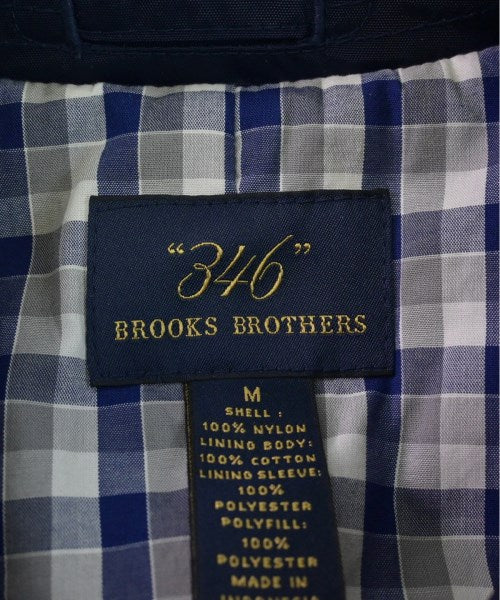 "346"
BROOKS BROTHERS
M
SHELL :
100% NYLON
LINING BODY:
100% COTTON
LINING SLEEVE:
100%
POLYESTER
POLYFILL:
100%
POLYESTER
MADE IN